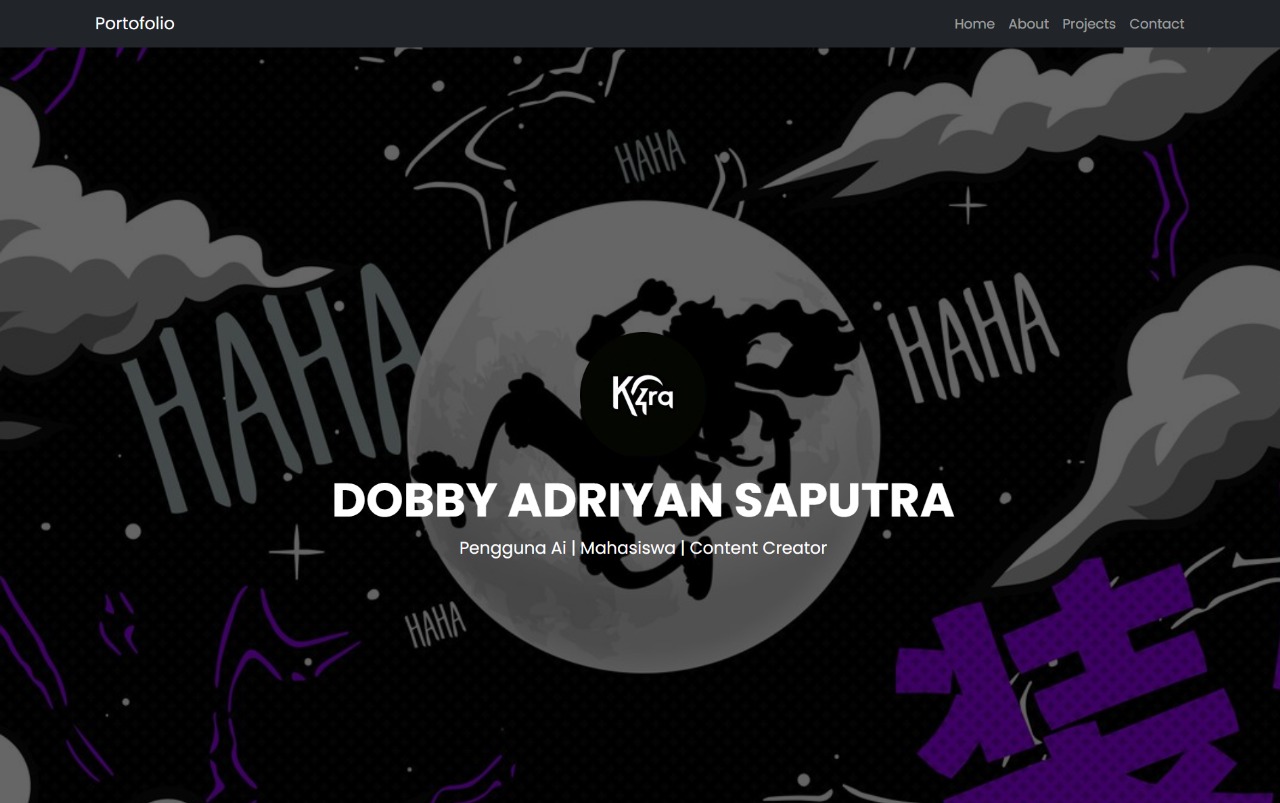 Portofolio
Home About Projects Contact
HAHA
HAHA
HAHA
K4ra
DOBBY ADRIYAN SAPUTRA
Pengguna Ai | Mahasiswa | Content Creator
HAHA